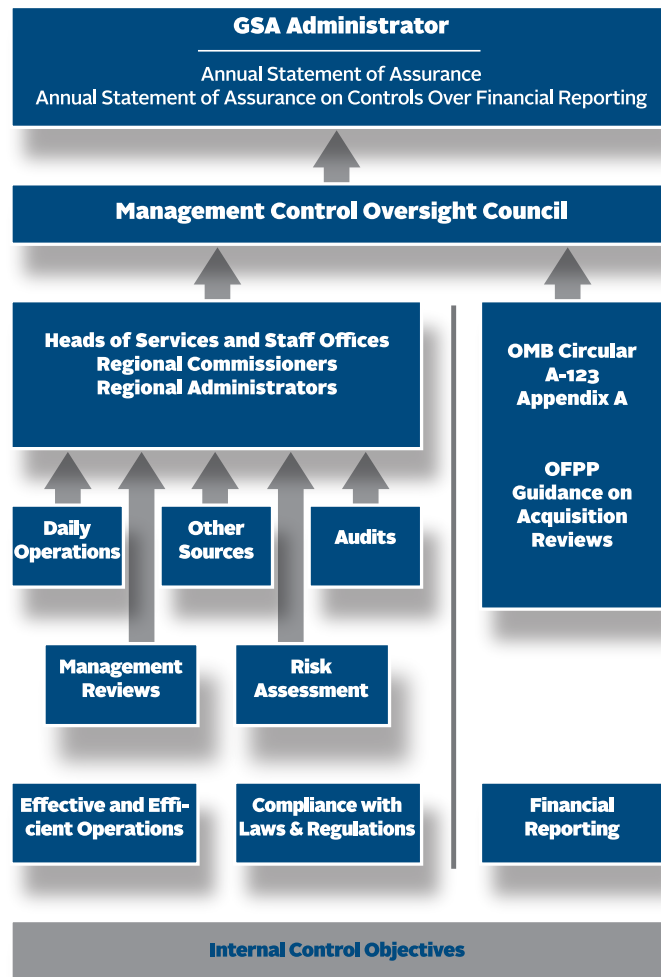 GSA Administrator
Annual Statement of Assurance
Annual Statement of Assurance on Controls Over Financial Reporting
Management Control Oversight Council
Heads of Services and Staff Offices
Regional Commissioners
Regional Administrators
OMB Circular
A-123
Appendix A
OFPP
Guidance on
Acquisition
Reviews
Daily
Operations
Other
Sources
Audits
Management
Reviews
Risk
Assessment
Effective and Effi-
cient Operations
Compliance with
Laws & Regulations
Financial
Reporting
Internal Control Objectives